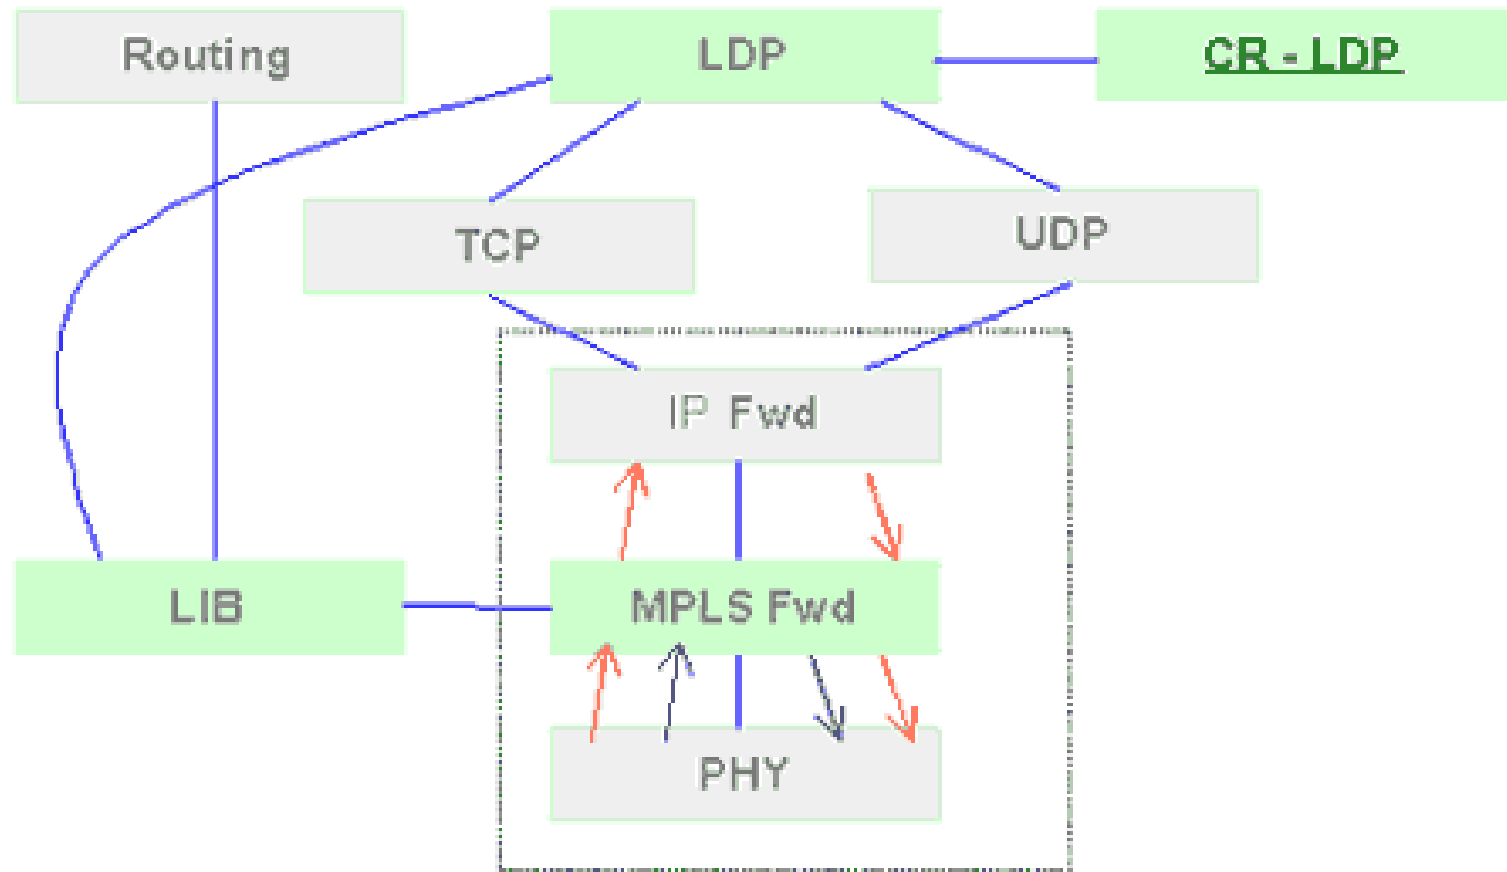 Routing
LDP
CR - LDP
TCP
UDP
IP Fwd
LIB
MPLS Fwd
PHY